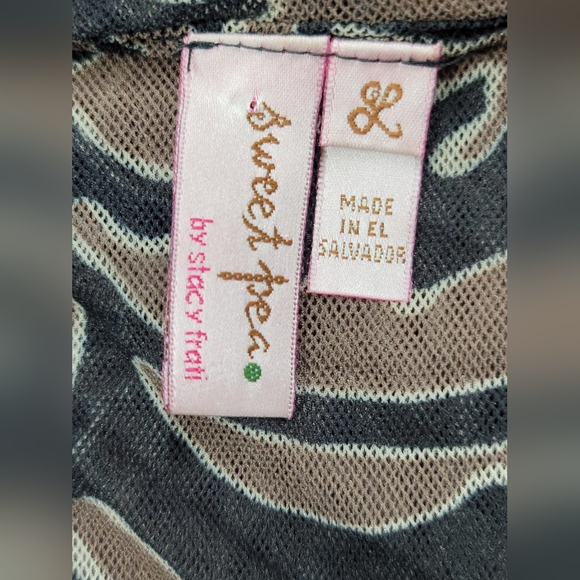 sweet pea
by stacy frati
MADE
IN EL
SALVADOR